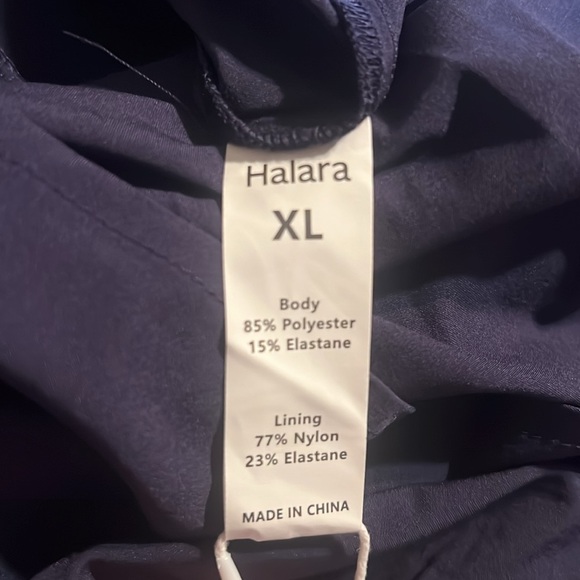 Halara
XL
Body
85% Polyester
15% Elastane
Lining
77% Nylon
23% Elastane
MADE IN CHINA